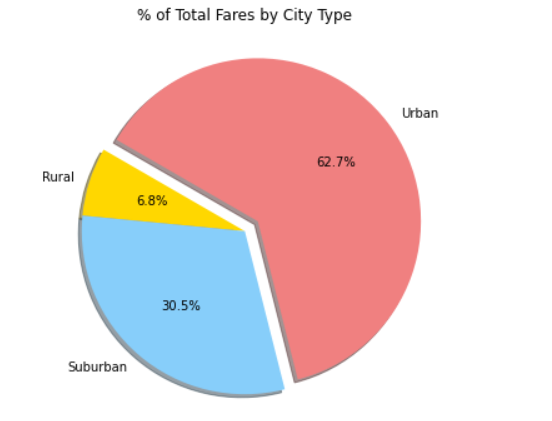 % of Total Fares by City Type
Urban
62.7%
Rural
6.8%
30.5%
Suburban